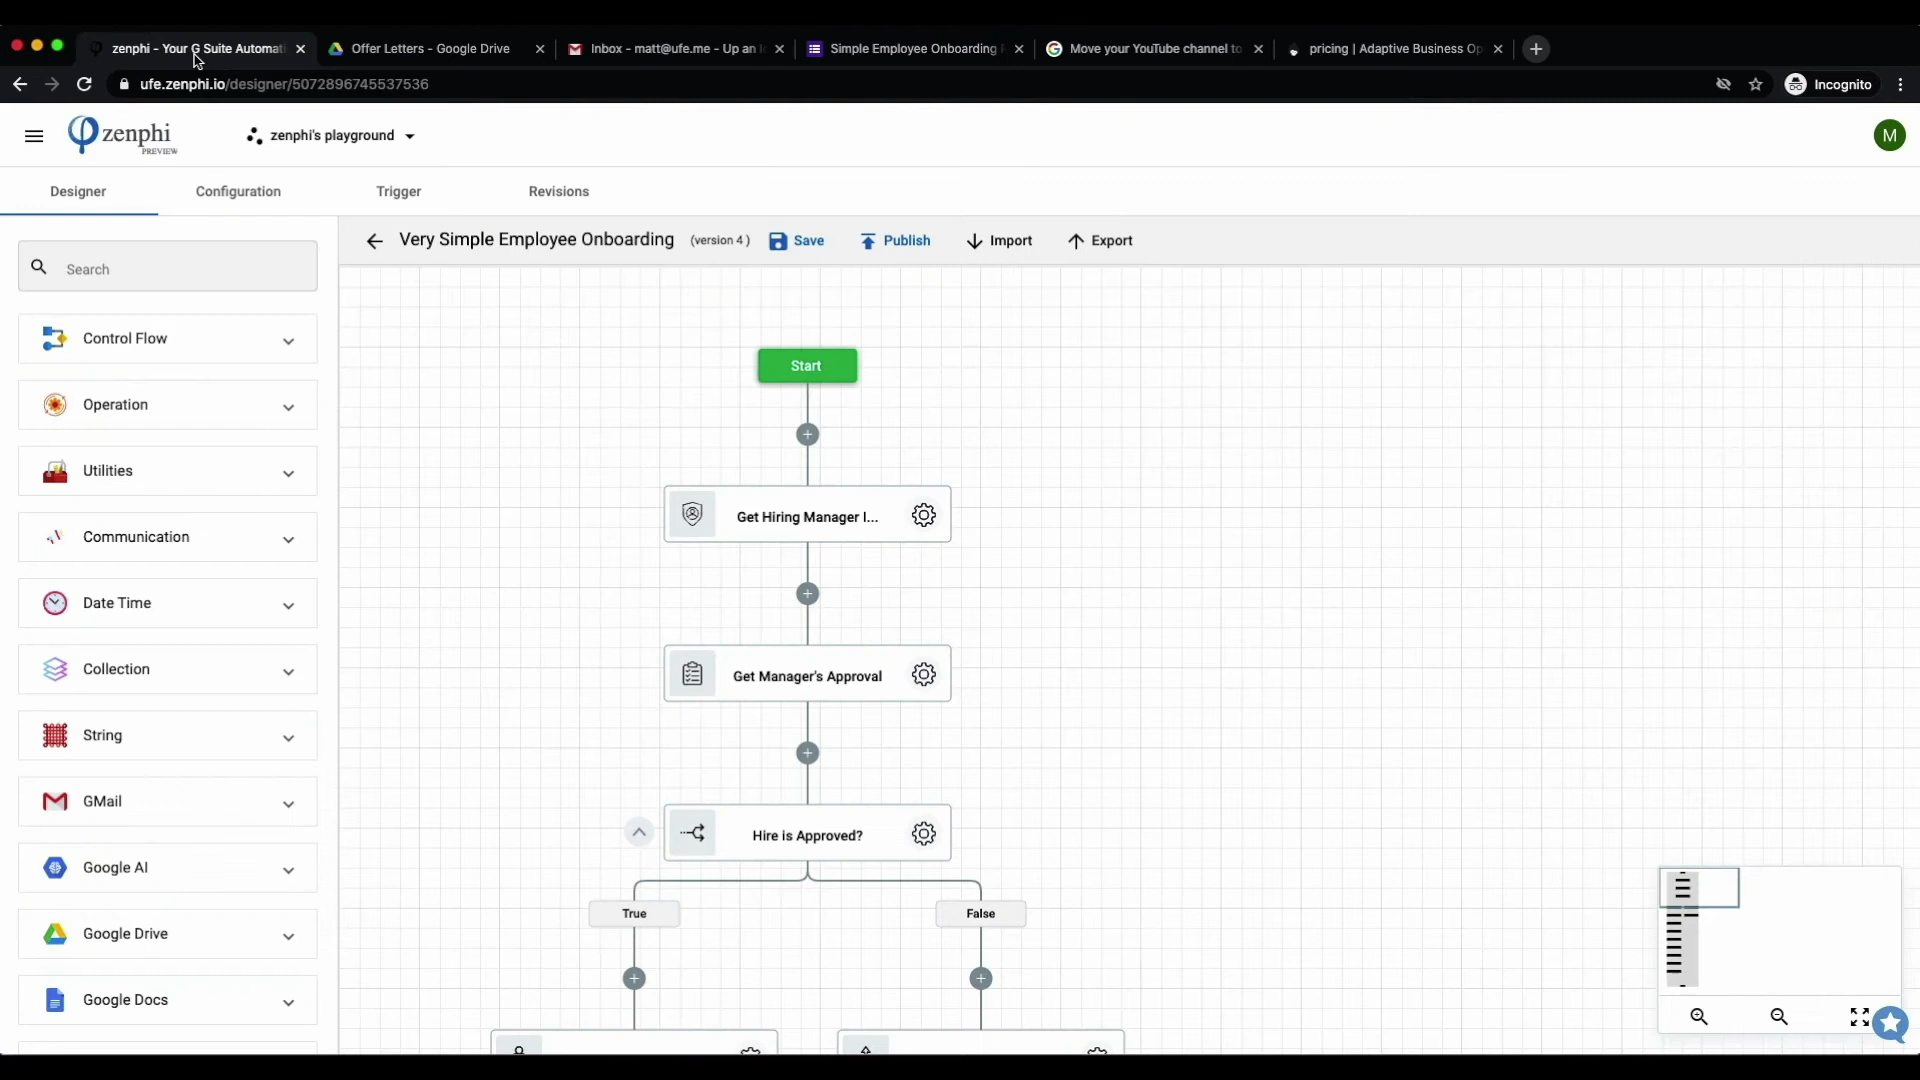 zenphi - Your G Suite Automati
Offer Letters - Google Drive
Inbox - matt@ufe.me - Up an
Simple Employee Onboarding
Move your YouTube channel to
pricing | Adaptive Business Op
ufe.zenphi.io/designer/5072896745537536
Incognito
zenphi
PREVIEW
zenphi's playground
M
Designer
Configuration
Trigger
Revisions
Very Simple Employee Onboarding
(version 4 )
Save
Publish
Import
Export
Search
Control Flow
Operation
Utilities
Communication
Date Time
Collection
String
GMail
Google AI
Google Drive
Google Docs
Start
Get Hiring Manager I...
Get Manager's Approval
Hire is Approved?
True
False